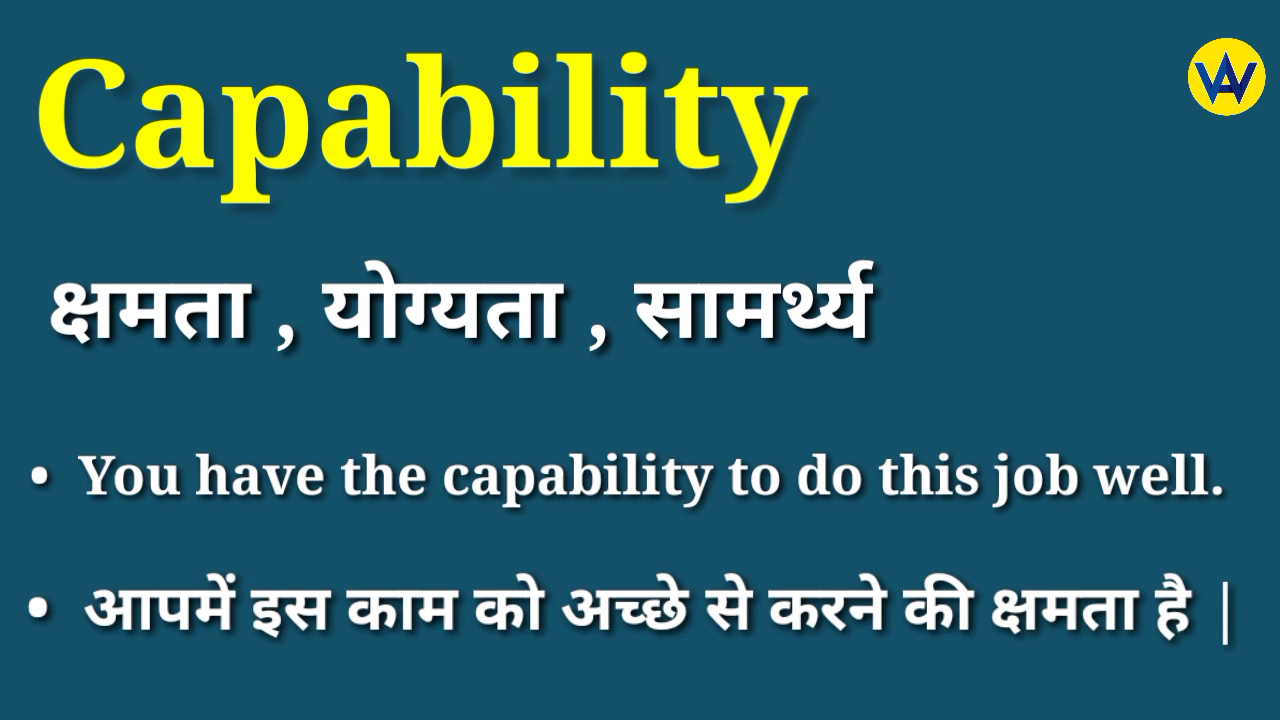 Capability
क्षमता , योग्यता , सामर्थ्य
• You have the capability to do this job well.
• आपमें इस काम को अच्छे से करने की क्षमता है |